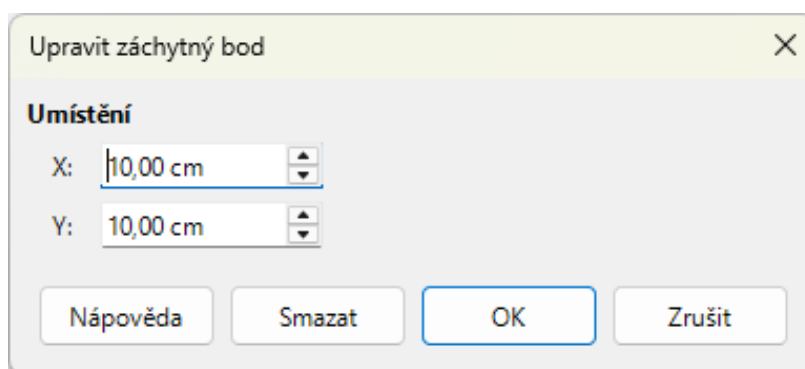 Upravit záchytný bod
Umístění
X: 10,00 cm
Y: 10,00 cm
Nápověda Smazat OK Zrušit